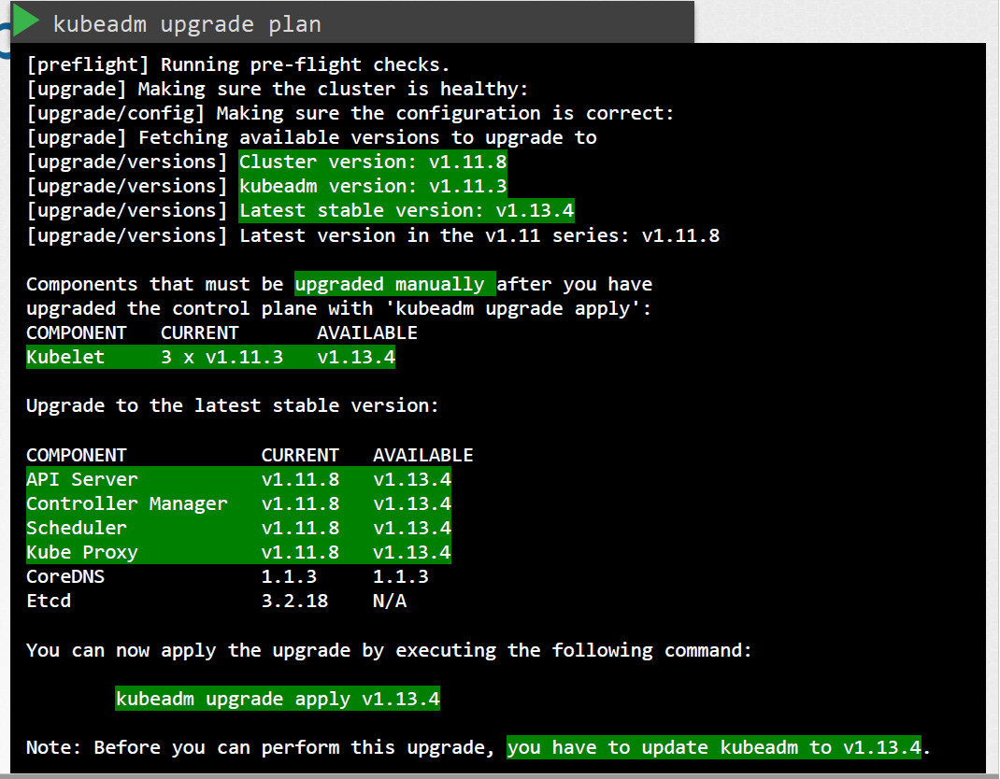 kubeadm upgrade plan
[preflight] Running pre-flight checks.
[upgrade] Making sure the cluster is healthy:
[upgrade/config] Making sure the configuration is correct:
[upgrade] Fetching available versions to upgrade to
[upgrade/versions] Cluster version: v1.11.8
[upgrade/versions] kubeadm version: v1.11.3
[upgrade/versions] Latest stable version: v1.13.4
[upgrade/versions] Latest version in the v1.11 series: v1.11.8
Components that must be upgraded manually after you have
upgraded the control plane with 'kubeadm upgrade apply':
COMPONENT   CURRENT       AVAILABLE
Kubelet     3 x v1.11.3   v1.13.4
Upgrade to the latest stable version:
COMPONENT            CURRENT   AVAILABLE
API Server           v1.11.8   v1.13.4
Controller Manager   v1.11.8   v1.13.4
Scheduler            v1.11.8   v1.13.4
Kube Proxy           v1.11.8   v1.13.4
CoreDNS              1.1.3     1.1.3
Etcd                 3.2.18    N/A
You can now apply the upgrade by executing the following command:
kubeadm upgrade apply v1.13.4
Note: Before you can perform this upgrade, you have to update kubeadm to v1.13.4.